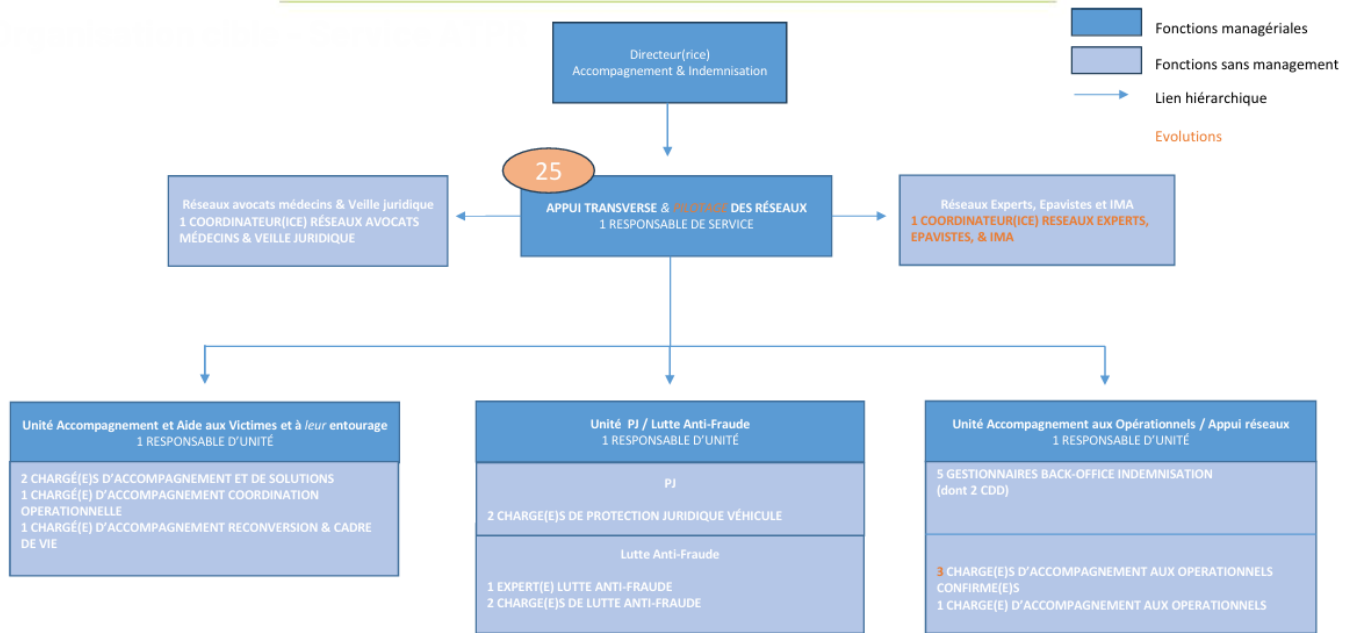 Fonctions managériales
Fonctions sans management
Lien hiérarchique
Evolutions
Directeur(rice)
Accompagnement & Indemnisation
25
APPUI TRANSVERSE & DES RÉSEAUX
1 RESPONSABLE DE SERVICE
Réseaux avocats médecins & Veille juridique
1 COORDINATEUR(ICE) RÉSEAUX AVOCATS
MÉDECINS & VEILLE JURIDIQUE
Réseaux Experts, Epavistes et IMA
1 COORDINATEUR(ICE) RESEAUX EXPERTS,
EPAVISTES, & IMA
Unité Accompagnement et Aide aux Victimes et à leur entourage
1 RESPONSABLE D'UNITÉ
2 CHARGÉ(E)S D'ACCOMPAGNEMENT ET DE SOLUTIONS
1 CHARGÉ(E) D'ACCOMPAGNEMENT COORDINATION
OPERATIONNELLE
1 CHARGÉ(E) D'ACCOMPAGNEMENT RECONVERSION & CADRE
DE VIE
Unité PJ / Lutte Anti-Fraude
1 RESPONSABLE D'UNITÉ
PJ
2 CHARGE(E)S DE PROTECTION JURIDIQUE VÉHICULE
Lutte Anti-Fraude
1 EXPERT(E) LUTTE ANTI-FRAUDE
2 CHARGE(E)S DE LUTTE ANTI-FRAUDE
Unité Accompagnement aux Opérationnels / Appui réseaux
1 RESPONSABLE D'UNITÉ
5 GESTIONNAIRES BACK-OFFICE INDEMNISATION
(dont 2 CDD)
3 CHARGE(E)S D'ACCOMPAGNEMENT AUX OPERATIONNELS
CONFIRME(E)S
1 CHARGE(E) D'ACCOMPAGNEMENT AUX OPERATIONNELS